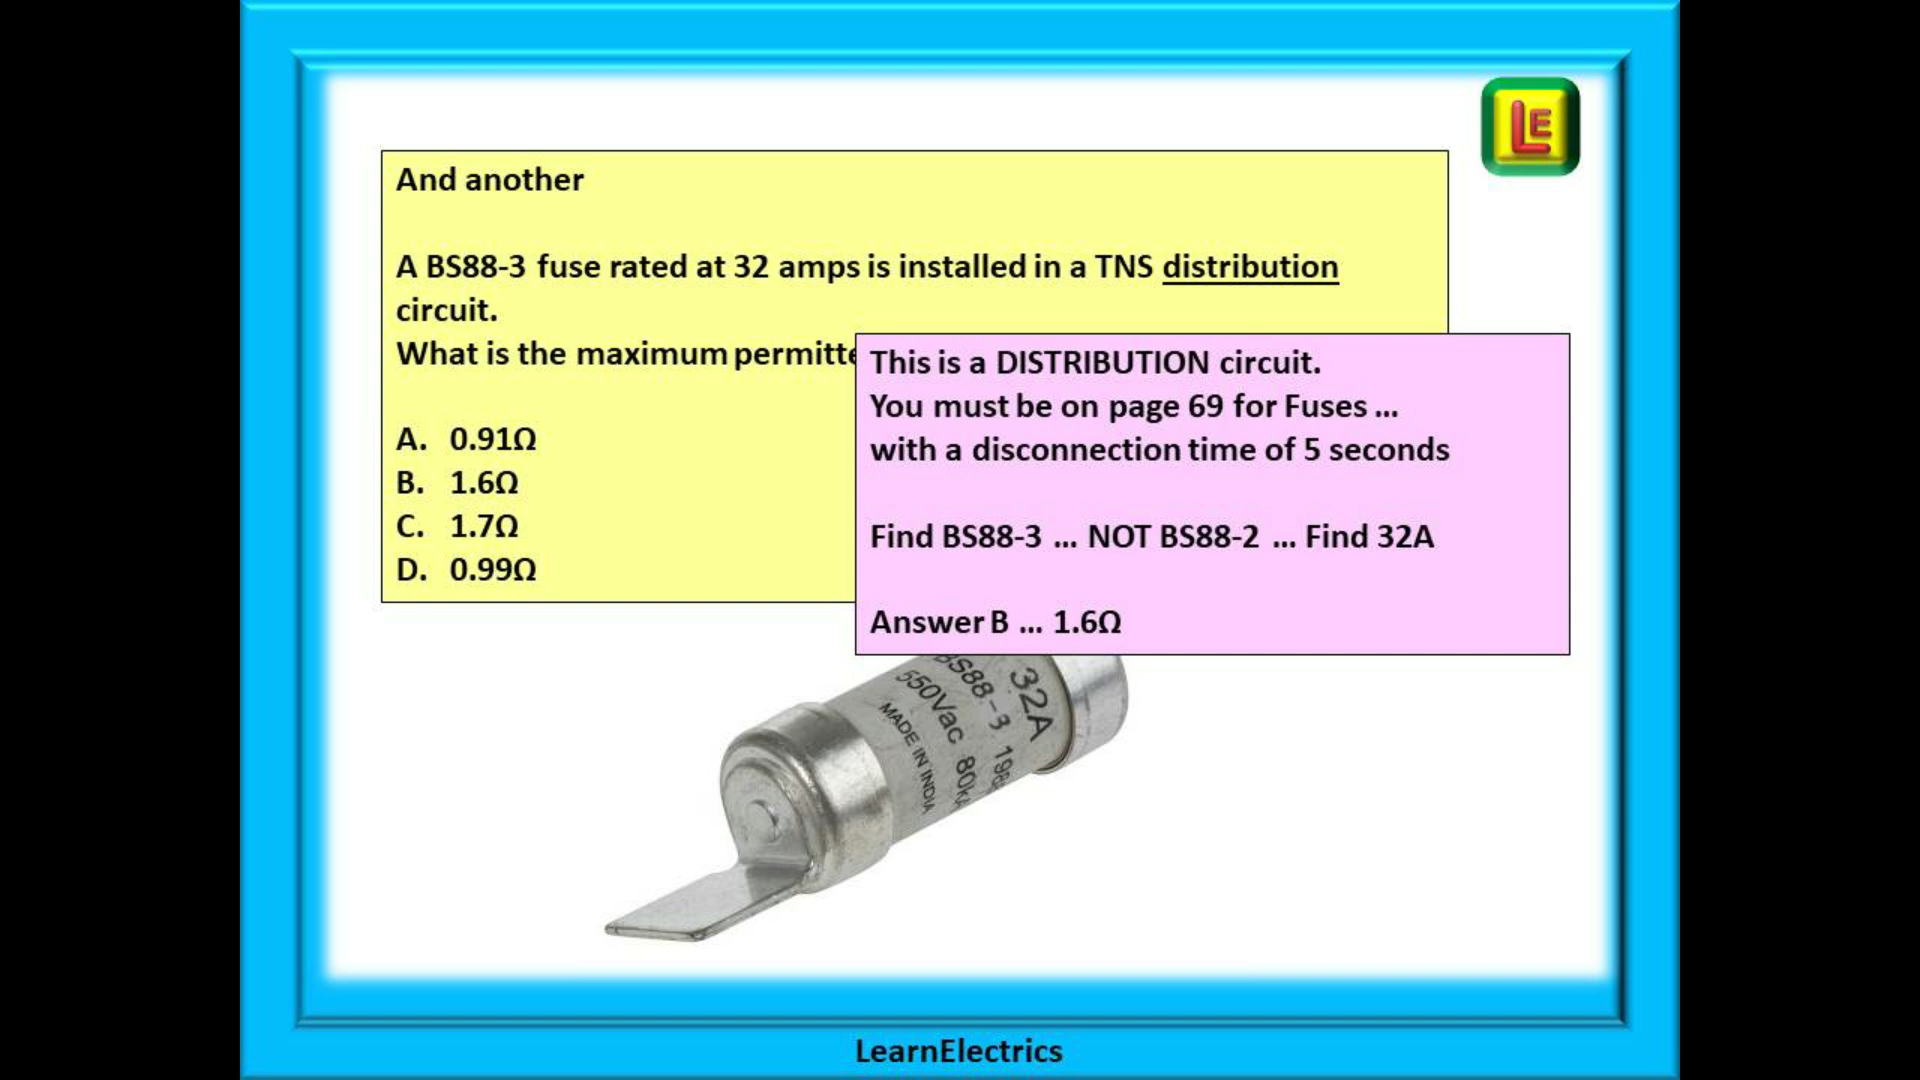 LE
And another
A BS88-3 fuse rated at 32 amps is installed in a TNS distribution
circuit.
What is the maximum
A. 0.91Ω
B. 1.6Ω
C. 1.7Ω
D. 0.99Ω
This is a DISTRIBUTION circuit.
You must be on page 69 for Fuses ...
with a disconnection time of 5 seconds
Find BS88-3 ... NOT BS88-2 ... Find 32A
Answer B ... 1.6Ω
32A
BS88-3
550Vac
MADE IN INDIA
LearnElectrics